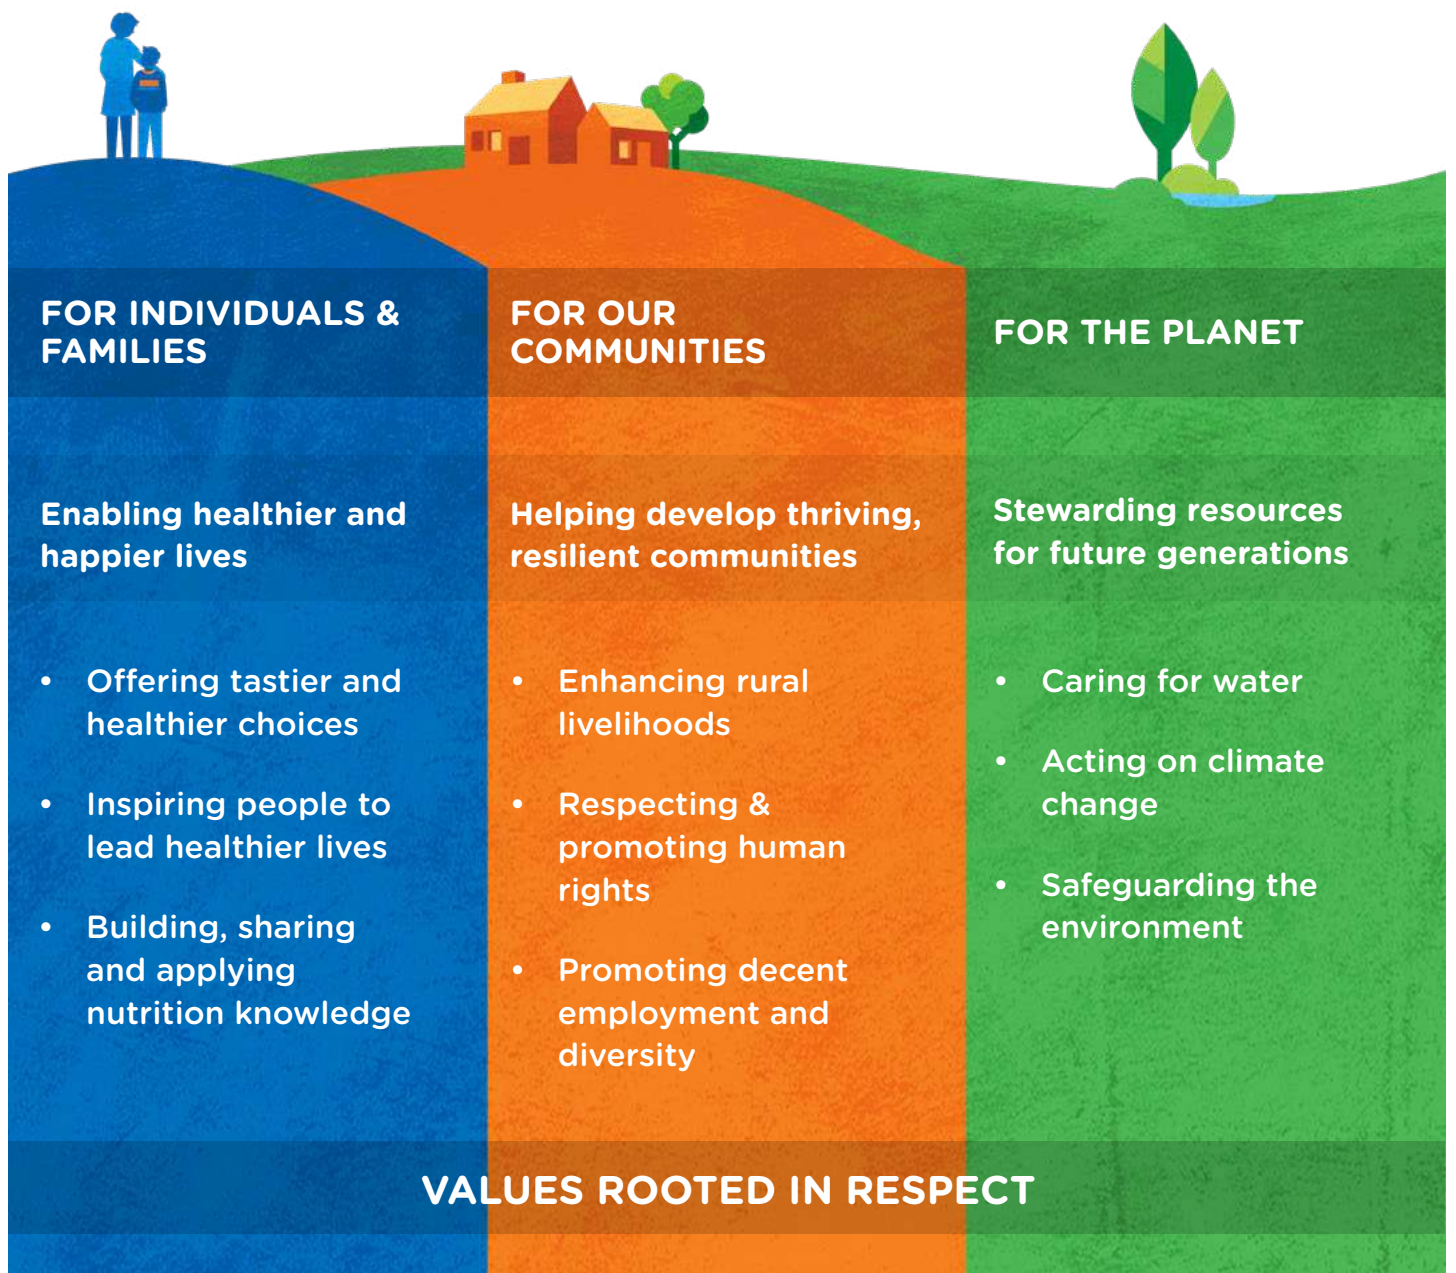 FOR INDIVIDUALS &
FAMILIES
Enabling healthier and
happier lives
• Offering tastier and
healthier choices
• Inspiring people to
lead healthier lives
• Building, sharing
and applying
nutrition knowledge
FOR OUR
COMMUNITIES
Helping develop thriving,
resilient communities
• Enhancing rural
livelihoods
• Respecting &
promoting human
rights
• Promoting decent
employment and
diversity
FOR THE PLANET
Stewarding resources
for future generations
• Caring for water
• Acting on climate
change
• Safeguarding the
environment
VALUES ROOTED IN RESPECT